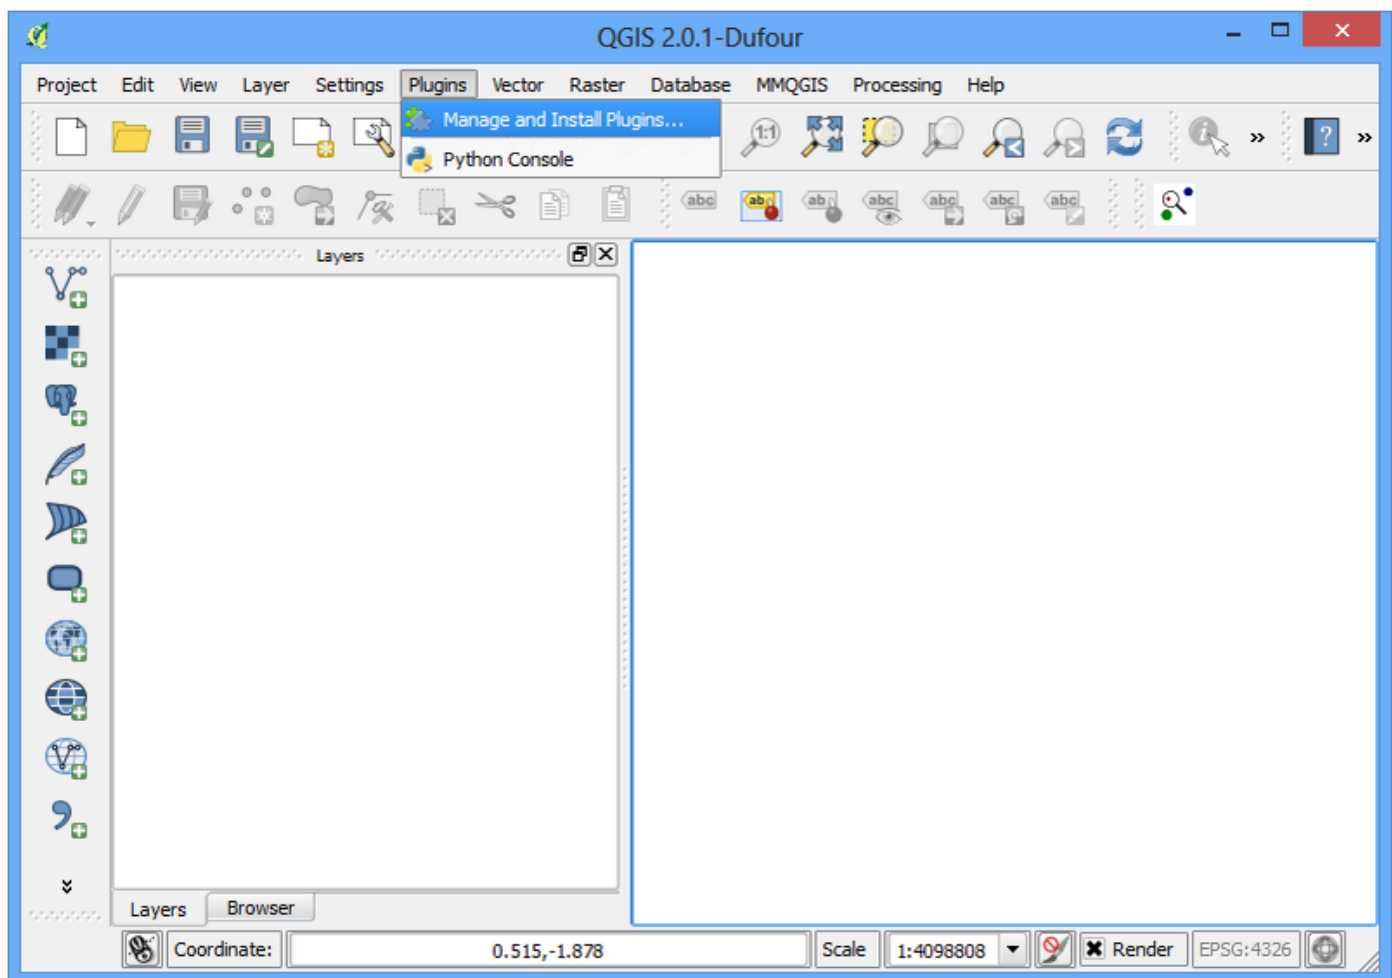 QGIS 2.0.1-Dufour
Project Edit View Layer Settings Plugins Vector Raster Database MMQGIS Processing Help
Manage and Install Plugins...
Python Console
1:1
?
abc ab ab abc abc abc abc
Layers
Layers Browser
Coordinate: 0.515,-1.878 Scale 1:4098808 Render EPSG:4326